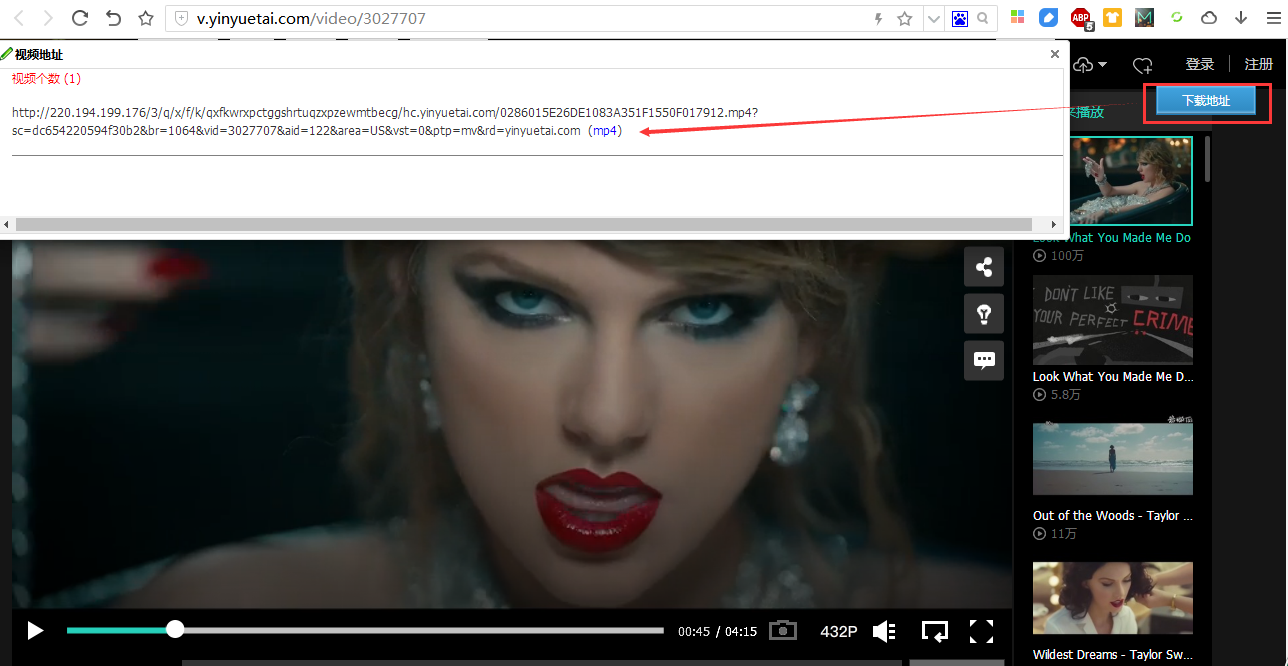 v.yinyuetai.com/video/3027707
ABP
5
M
视频地址
视频个数 (1)
http://220.194.199.176/3/q/x/f/k/qxfkwrxpctggshrtuqzxpzewmtbecg/hc.yinyuetai.com/0286015E26DE1083A351F1550F017912.mp4?
sc=dc654220594f30b2&br=1064&vid=3027707&aid=122&area=US&vst=0&ptp=mv&rd=yinyuetai.com (mp4)
登录
注册
下载地址
来播放
Look What You Made Me Do
100万
DON'T LIKE
YOUR PERFECT CRIME
Look What You Made Me D...
5.8万
Out of the Woods - Taylor ...
11万
Wildest Dreams - Taylor Sw...
00:45 / 04:15
432P